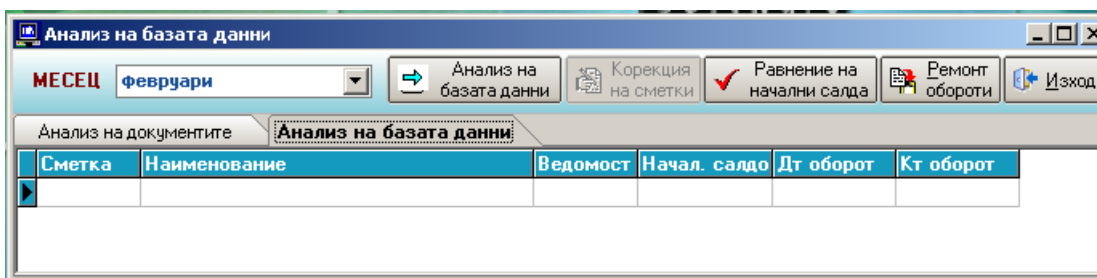 Анализ на базата данни
МЕСЕЦ февруари
Анализ на базата данни
Корекция на сметки
Равнение на начални салда
Ремонт обороти
Изход
Анализ на документите Анализ на базата данни
Сметка Наименование Ведомост Начал. салдо Дт оборот Кт оборот